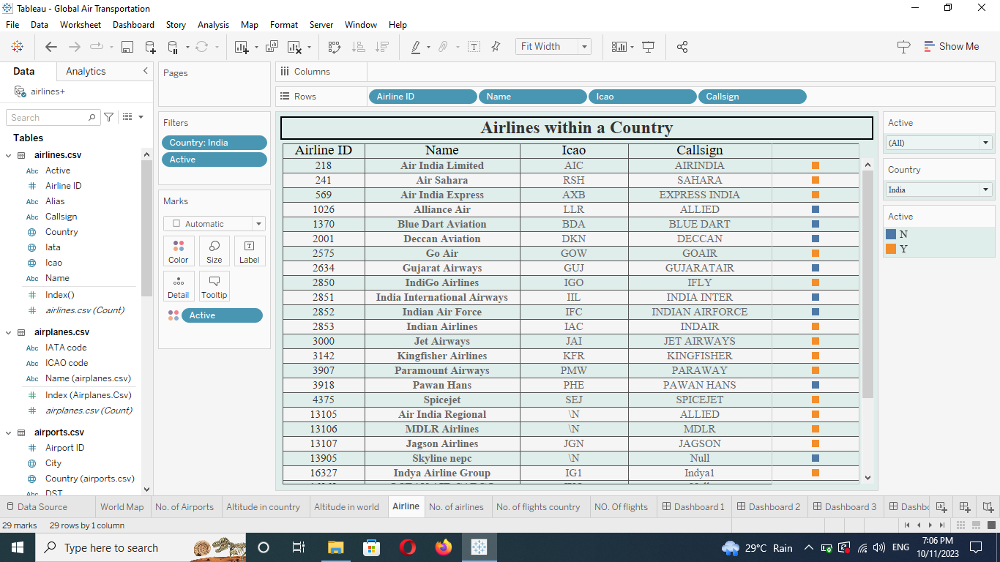 Tableau - Global Air Transportation
File Data Worksheet Dashboard Story Analysis Map Format Server Window Help
Fit Width
Show Me
Data Analytics
airlines+
Search
Tables
airlines.csv
Abc Active
Airline ID
Abc Alias
Abc Callsign
Country
Iata
Icao
Abc Name
Index()
airlines.csv (Count)
airplanes.csv
Abc IATA code
Abc ICAO code
Abc Name (airplanes.csv)
Index (Airplanes.Csv)
airplanes.csv (Count)
airports.csv
Airport ID
City
Country (airports.csv)
Abc DST
Pages
Filters
Country: India
Active
Marks
Automatic
Color Size Label
Detail Tooltip
Active
Columns
Rows Airline ID Name Icao Callsign
Airlines within a Country
Airline ID Name Icao Callsign
218 Air India Limited AIC AIRINDIA
241 Air Sahara RSH SAHARA
569 Air India Express AXB EXPRESS INDIA
1026 Alliance Air LLR ALLIED
1370 Blue Dart Aviation BDA BLUE DART
2001 Deccan Aviation DKN DECCAN
2575 Go Air GOW GOAIR
2634 Gujarat Airways GUJ GUJARATAIR
2850 IndiGo Airlines IGO IFLY
2851 India International Airways IIL INDIA INTER
2852 Indian Air Force IFC INDIAN AIRFORCE
2853 Indian Airlines IAC INDAIR
3000 Jet Airways JAI JET AIRWAYS
3142 Kingfisher Airlines KFR KINGFISHER
3907 Paramount Airways PMW PARAWAY
3918 Pawan Hans PHE PAWAN HANS
4375 Spicejet SEJ SPICEJET
13105 Air India Regional \N ALLIED
13106 MDLR Airlines \N MDLR
13107 Jagson Airlines JGN JAGSON
13905 Skyline nepc \N Null
16327 Indya Airline Group IG1 Indya1
Active
(All)
Country
India
Active
N
Y
Data Source World Map No. of Airports Altitude in country Altitude in world Airline No. of airlines No. of flights country NO. Of flights Dashboard 1 Dashboard 2 Dashboard 3 Dashbo
29 marks 29 rows by 1 column
Type here to search
29°C Rain ENG 7:06 PM
10/11/2023